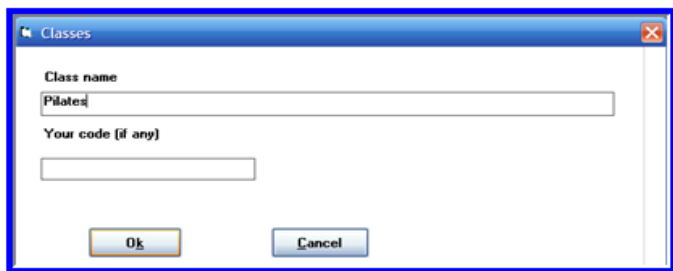 Classes
Class name
Pilates
Your code (if any)
Ok Cancel